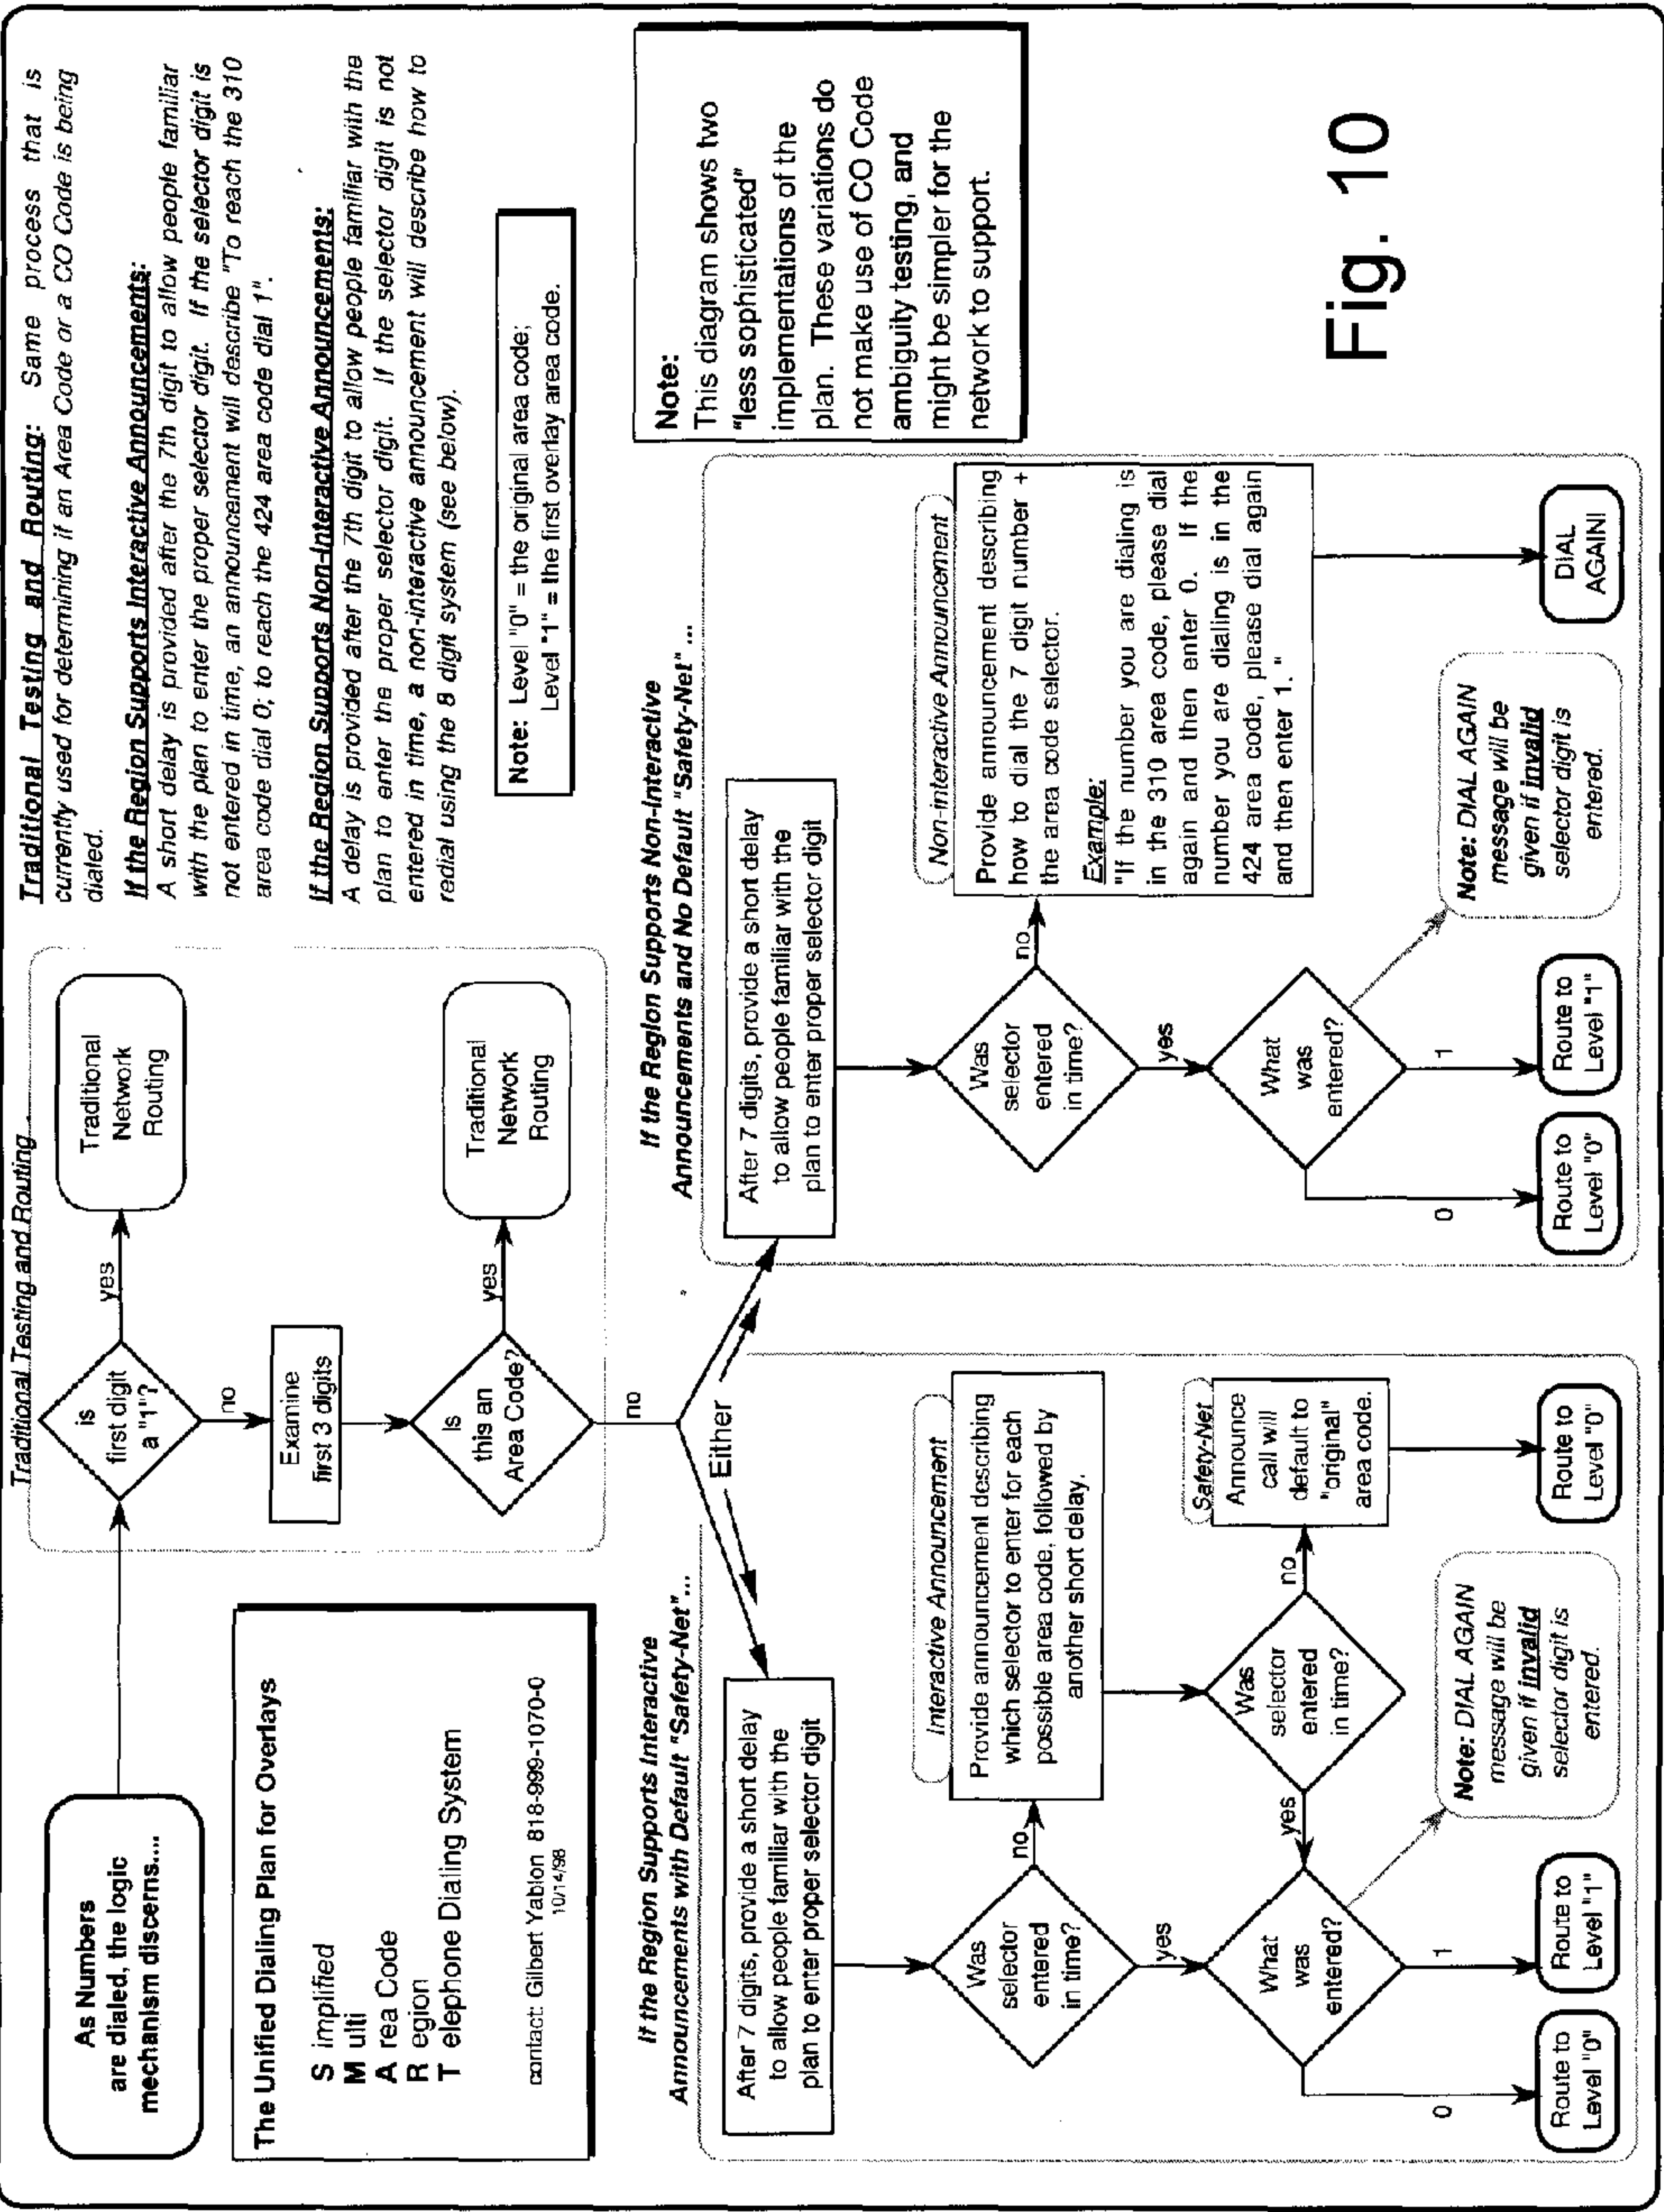 As Numbers
are dialed, the logic
mechanism discerns....
Traditional Testing and Routing
Is
first digit
a "1"?
yes
Traditional
Network
Routing
no
Examine
first 3 digits
Is
this an
Area Code?
yes
Traditional
Network
Routing
no
Either
The Unified Dialing Plan for Overlays
S implified
M ulti
A rea Code
R egion
T elephone Dialing System
contact: Gilbert Yablon 818-999-1070-0
10/14/98
Traditional Testing and Routing: Same process that is
currently used for determining if an Area Code or a CO Code is being
dialed.
If the Region Supports Interactive Announcements:
A short delay is provided after the 7th digit to allow people familiar
with the plan to enter the proper selector digit. If the selector digit is
not entered in time, an announcement will describe "To reach the 310
area code dial 0; to reach the 424 area code dial 1".
If the Region Supports Non-Interactive Announcements:
A delay is provided after the 7th digit to allow people familiar with the
plan to enter the proper selector digit. If the selector digit is not
entered in time, a non-interactive announcement will describe how to
redial using the 8 digit system (see below).
Note: Level "0" = the original area code;
Level "1" = the first overlay area code.
If the Region Supports Interactive
Announcements with Default "Safety-Net"...
After 7 digits, provide a short delay
to allow people familiar with the
plan to enter proper selector digit
Was
selector
entered
in time?
no
Interactive Announcement
Provide announcement describing
which selector to enter for each
possible area code, followed by
another short delay.
yes
What
was
entered?
yes
Was
selector
entered
in time?
no
Safety-Net
Announce
call will
default to
"original"
area code.
0
1
Note: DIAL AGAIN
message will be
given if invalid
selector digit is
entered.
Route to
Level "0"
Route to
Level "1"
Route to
Level "0"
If the Region Supports Non-Interactive
Announcements and No Default "Safety-Net" ...
After 7 digits, provide a short delay
to allow people familiar with the
plan to enter proper selector digit
Was
selector
entered
in time?
no
Non-interactive Announcement
Provide announcement describing
how to dial the 7 digit number +
the area code selector.
Example:
"If the number you are dialing is
in the 310 area code, please dial
again and then enter 0. If the
number you are dialing is in the
424 area code, please dial again
and then enter 1."
yes
What
was
entered?
0
1
Note: DIAL AGAIN
message will be
given if invalid
selector digit is
entered.
Route to
Level "0"
Route to
Level "1"
DIAL
AGAIN!
Note:
This diagram shows two
"less sophisticated"
implementations of the
plan. These variations do
not make use of CO Code
ambiguity testing, and
might be simpler for the
network to support.
Fig. 10